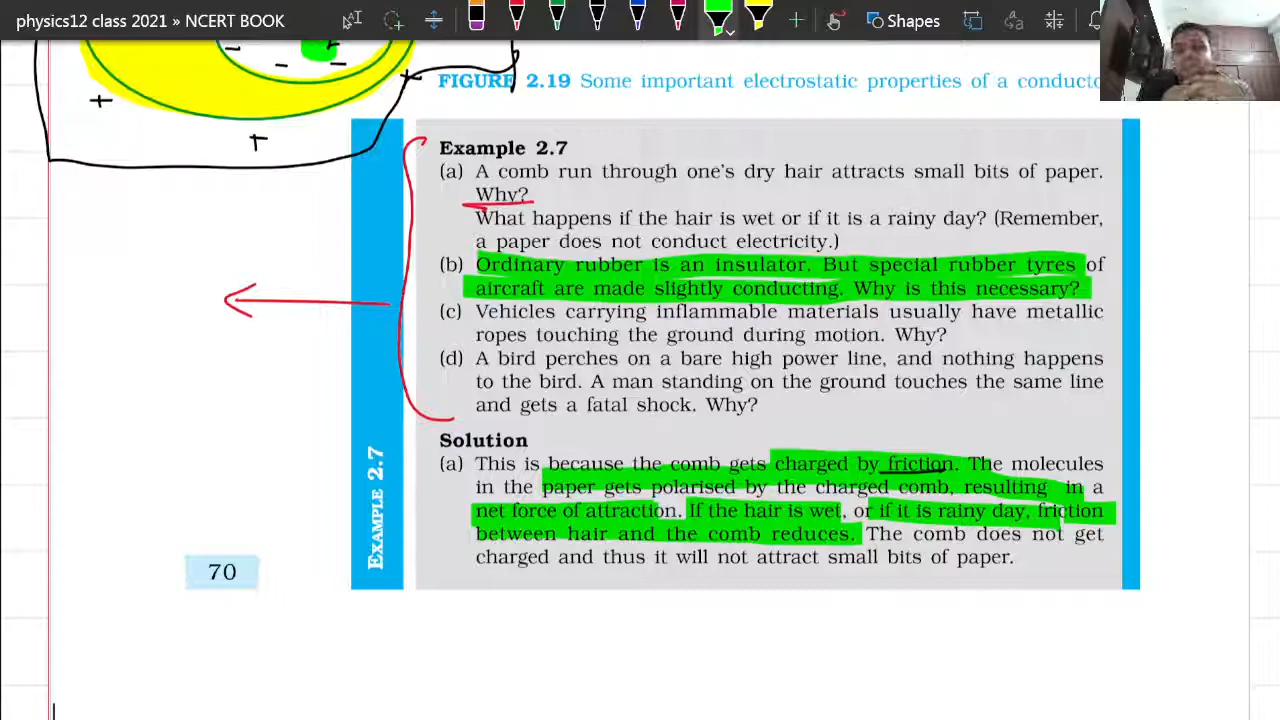 physics12 class 2021 » NCERT BOOK
Shapes
FIGURE 2.19 Some important electrostatic properties of a
Example 2.7
(a) A comb run through one's dry hair attracts small bits of paper.
Why?
What happens if the hair is wet or if it is a rainy day? (Remember,
a paper does not conduct electricity.)
(b) Ordinary rubber is an insulator. But special rubber tyres of
aircraft are made slightly conducting. Why is this necessary?
(c) Vehicles carrying inflammable materials usually have metallic
ropes touching the ground during motion. Why?
(d) A bird perches on a bare high power line, and nothing happens
to the bird. A man standing on the ground touches the same line
and gets a fatal shock. Why?
Solution
(a) This is because the comb gets charged by friction. The molecules
in the paper gets polarised by the charged comb, resulting in a
net force of attraction. If the hair is wet, or if it is rainy day, friction
between hair and the comb reduces. The comb does not get
charged and thus it will not attract small bits of paper.
EXAMPLE 2.7
70